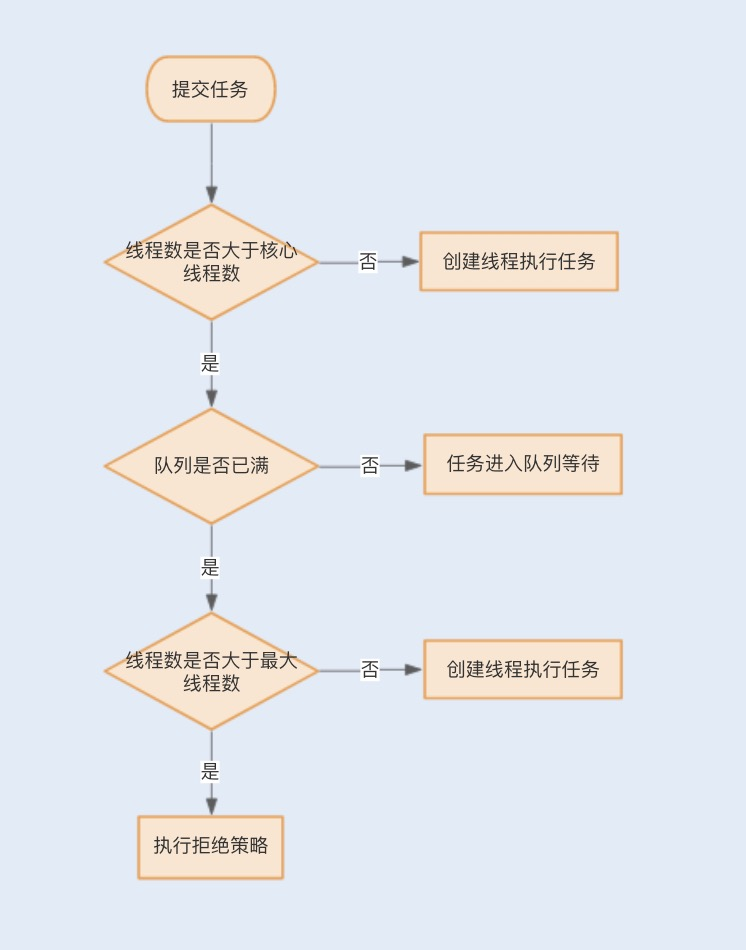 提交任务
线程数是否大于核心
线程数
否
创建线程执行任务
是
队列是否已满
否
任务进入队列等待
是
线程数是否大于最大
线程数
否
创建线程执行任务
是
执行拒绝策略